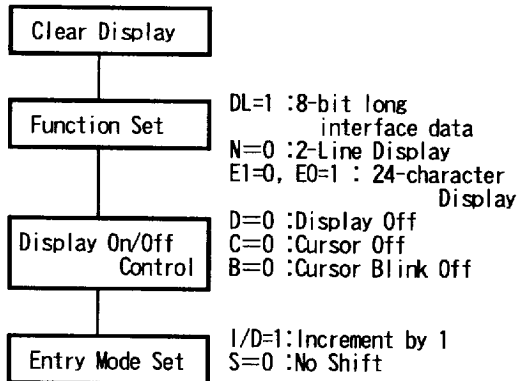 Clear Display
Function Set
DL=1 :8-bit long
interface data
N=0 :2-Line Display
E1=0, E0=1 : 24-character
Display
Display On/Off
Control
D=0 :Display Off
C=0 :Cursor Off
B=0 :Cursor Blink Off
Entry Mode Set
I/D=1:Increment by 1
S=0 :No Shift